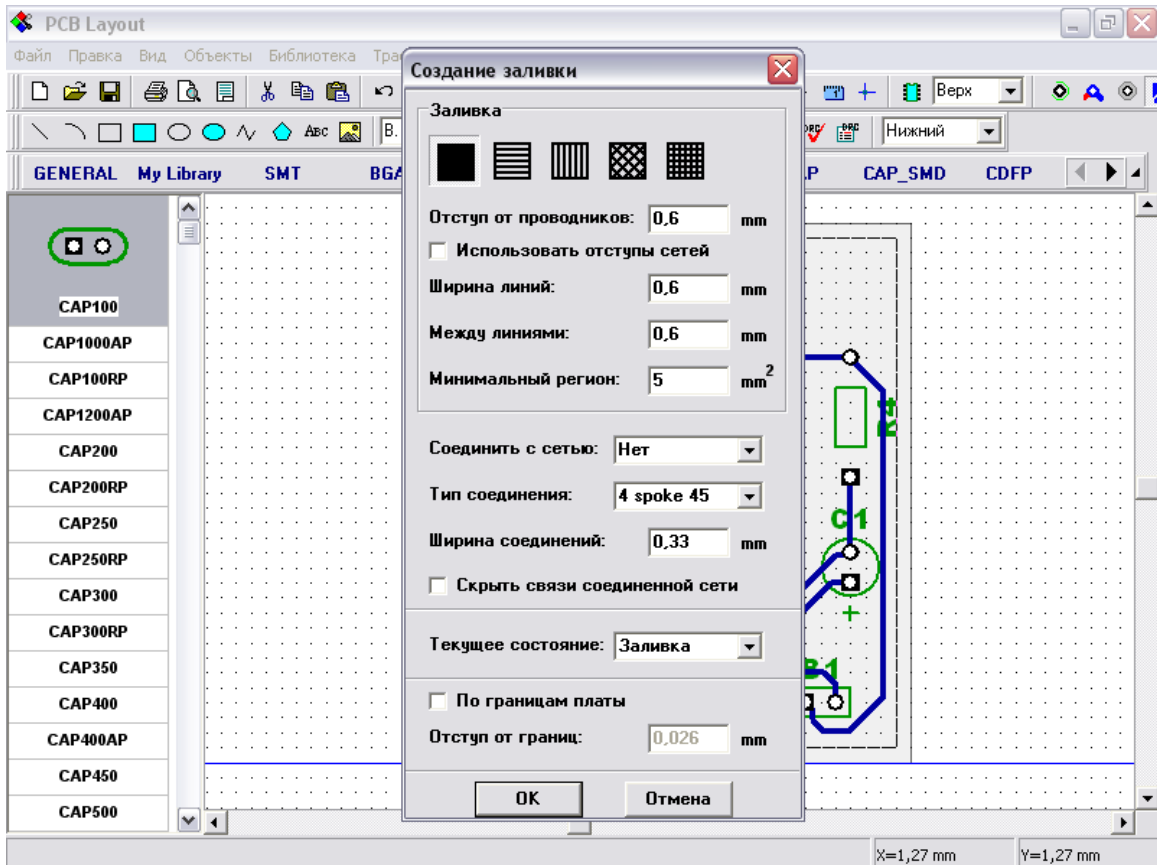 PCB Layout
Файл Правка Вид Объекты Библиотека
ABC В. Верх
DRC Нижний
GENERAL My Library SMT CAP_SMD CDFP
CAP100
CAP1000AP
CAP100RP
CAP1200AP
CAP200
CAP200RP
CAP250
CAP250RP
CAP300
CAP300RP
CAP350
CAP400
CAP400AP
CAP450
CAP500
Создание заливки
Заливка
Отступ от проводников: 0,6 mm
Использовать отступы сетей
Ширина линий: 0,6 mm
Между линиями: 0,6 mm
Минимальный регион: 5 mm2
Соединить с сетью: Нет
Тип соединения: 4 spoke 45
Ширина соединений: 0,33 mm
Скрыть связи соединенной сети
Текущее состояние: Заливка
По границам платы
Отступ от границ: 0,026 mm
OK Отмена
R4
C1
+
X=1,27 mm Y=1,27 mm